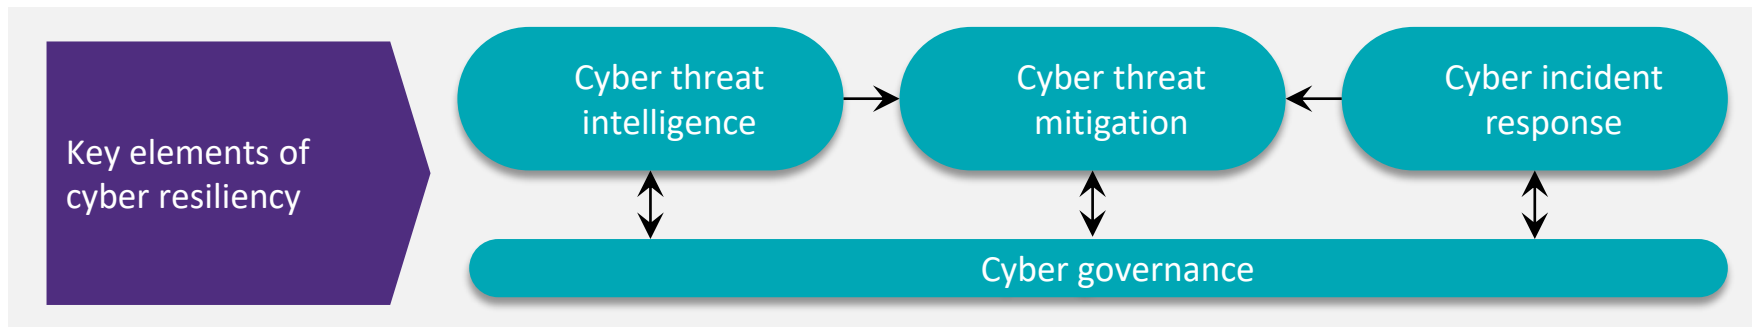 Key elements of
cyber resiliency
Cyber threat
intelligence
Cyber threat
mitigation
Cyber incident
response
Cyber governance